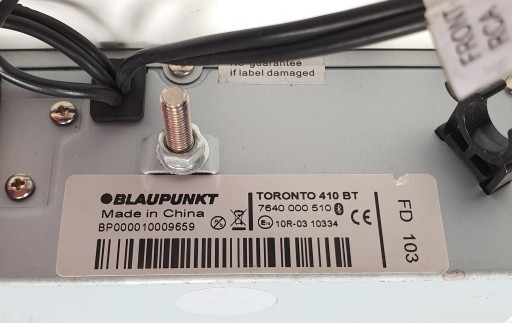 FRONT
RCA
No guarantee
if label damaged
BLAUPUNKT
Made in China
BP000010009659
TORONTO 410 BT
7640 000 510
10R-03 10334
CE
FD 103